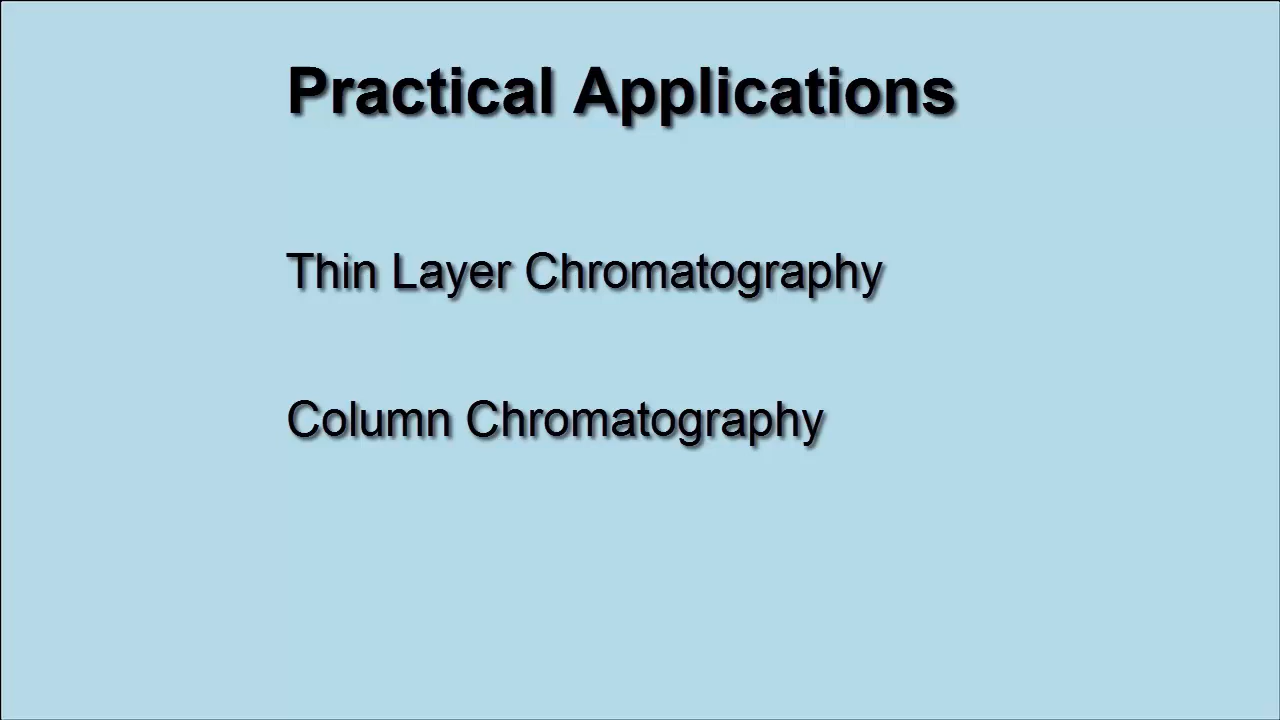 Practical Applications
Thin Layer Chromatography
Column Chromatography